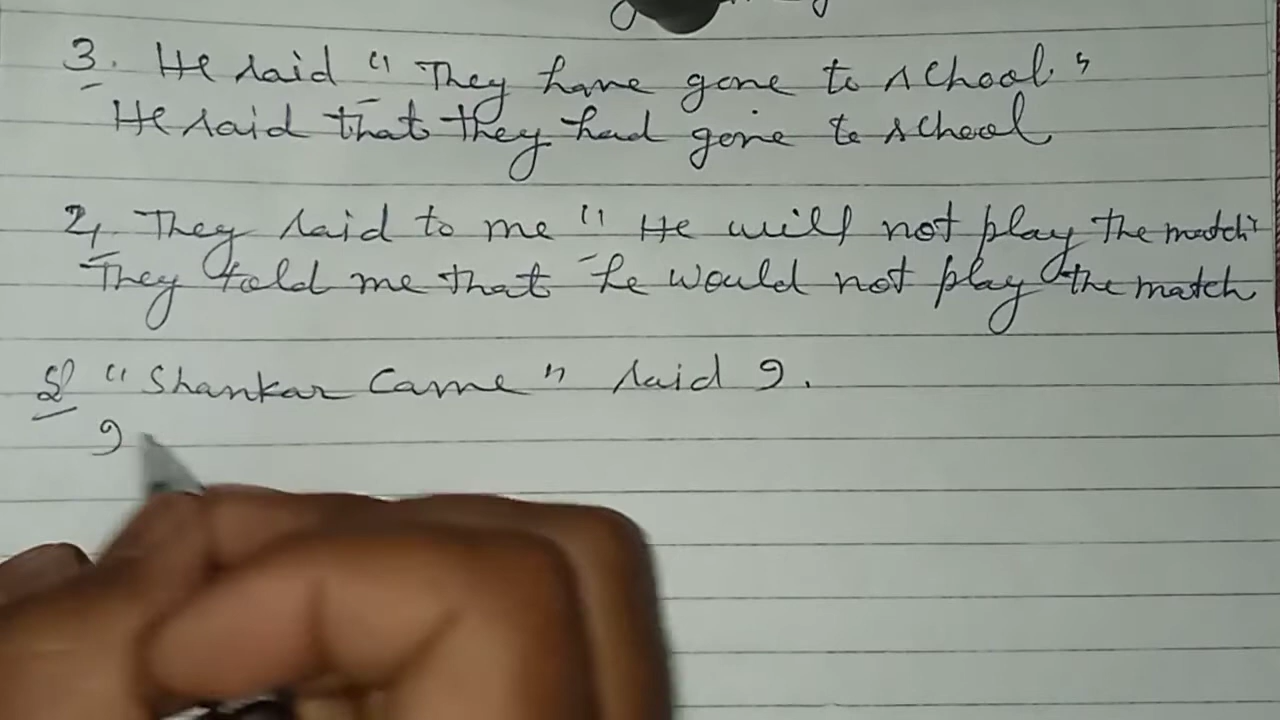 3. He said “ They have gone to school. ”
He said that they had gone to school
4, They said to me “ He will not play the match”
They told me that he would not play the match
5 “ Shankar Came ” said I.
I